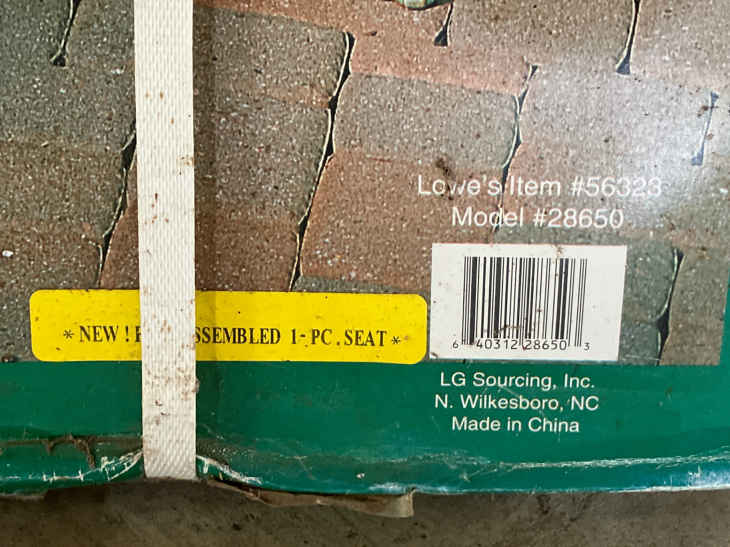 Lowe's Item #56323
Model #28650
* NEW ! SSEMBLED 1-PC. SEAT *
6 40312 28650 3
LG Sourcing, Inc.
N. Wilkesboro, NC
Made in China